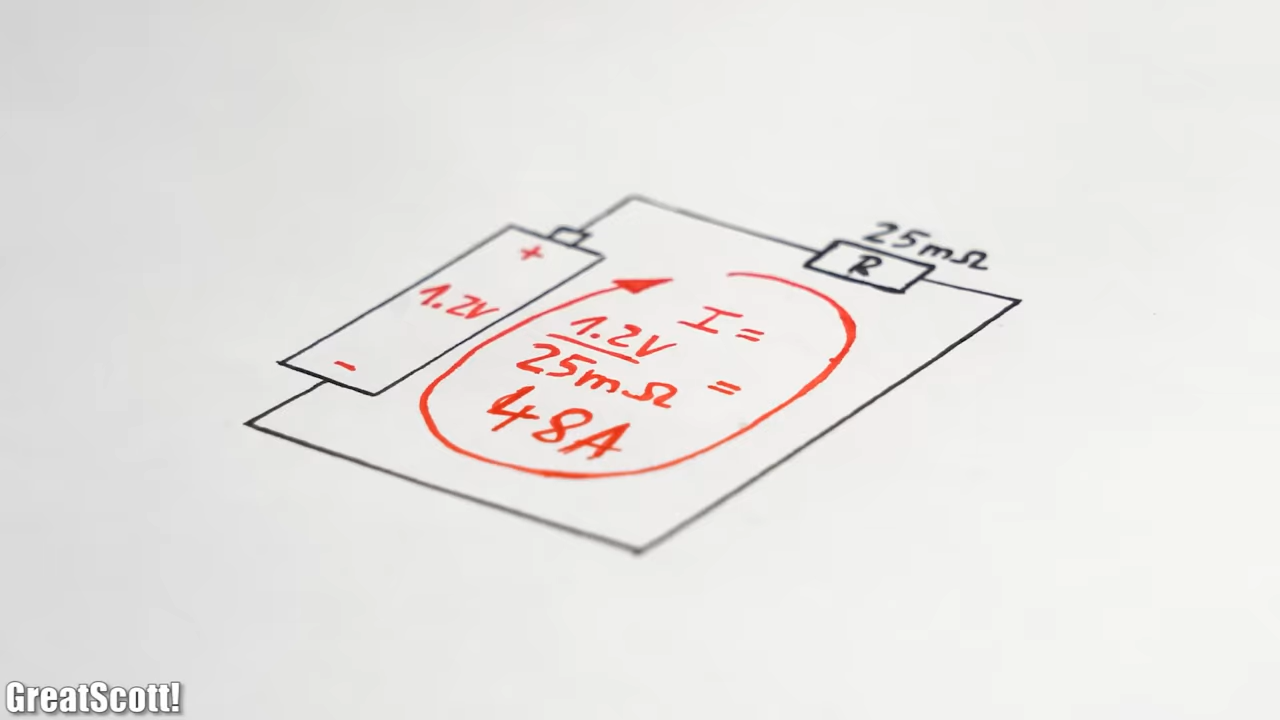 25mΩ
R
+
1.2V
-
I =
1.2V
25mΩ =
48A
GreatScott!